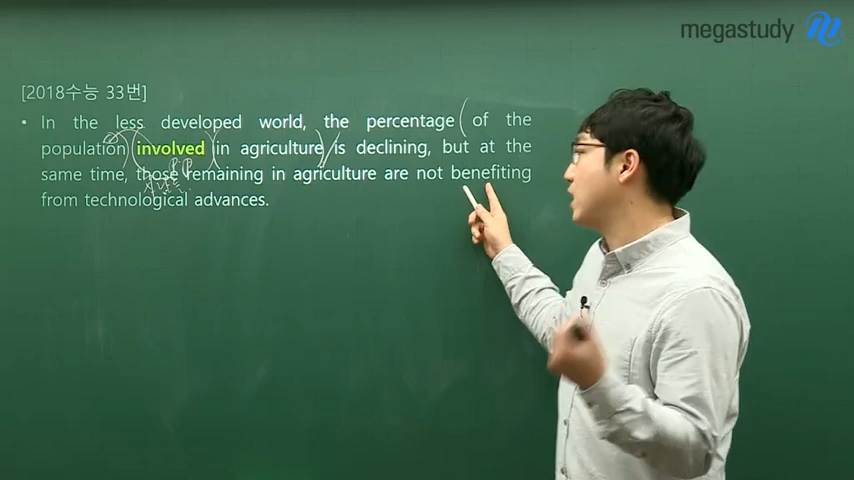 megastudy
[2018수능 33번]
• In the less developed world, the percentage of the
population involved in agriculture is declining, but at the
same time, those remaining in agriculture are not benefiting
from technological advances.